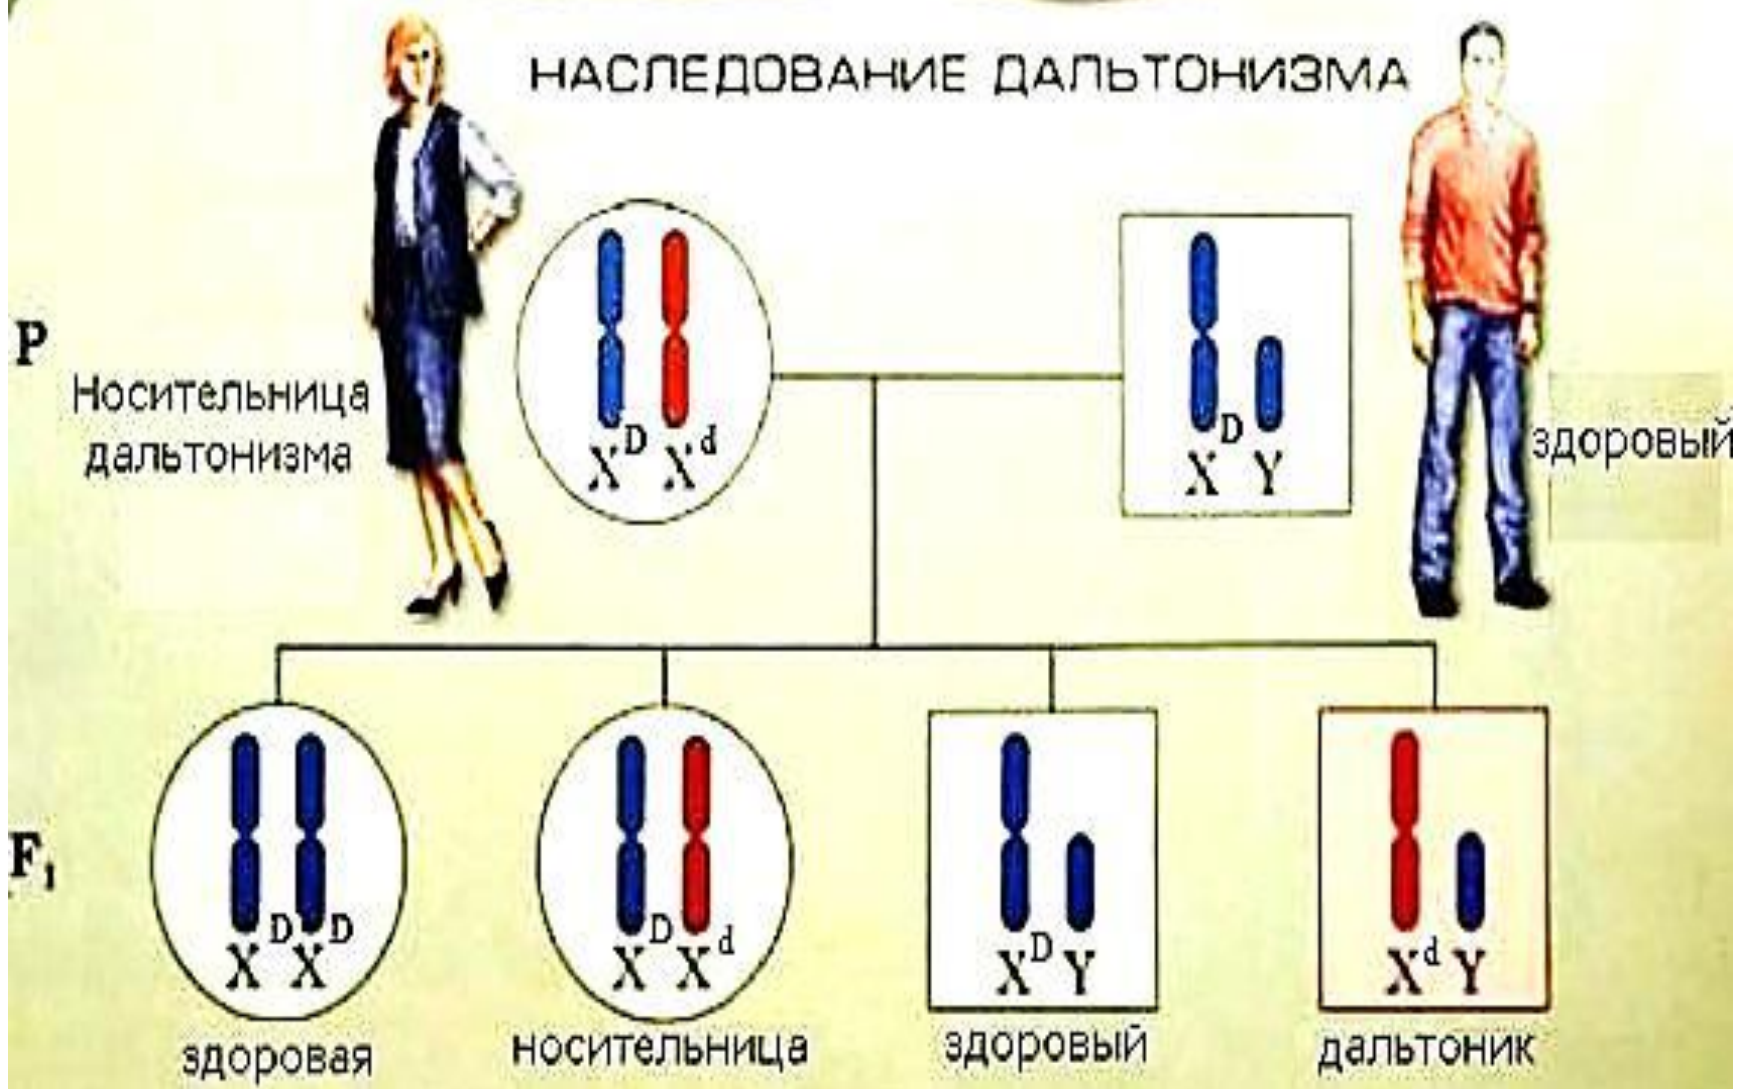 НАСЛЕДОВАНИЕ ДАЛЬТОНИЗМА
P
Носительница
дальтонизма
X^D X^d
X^D Y
здоровый
F₁
X^D X^D
X^D X^d
X^D Y
X^d Y
здоровая
носительница
здоровый
дальтоник